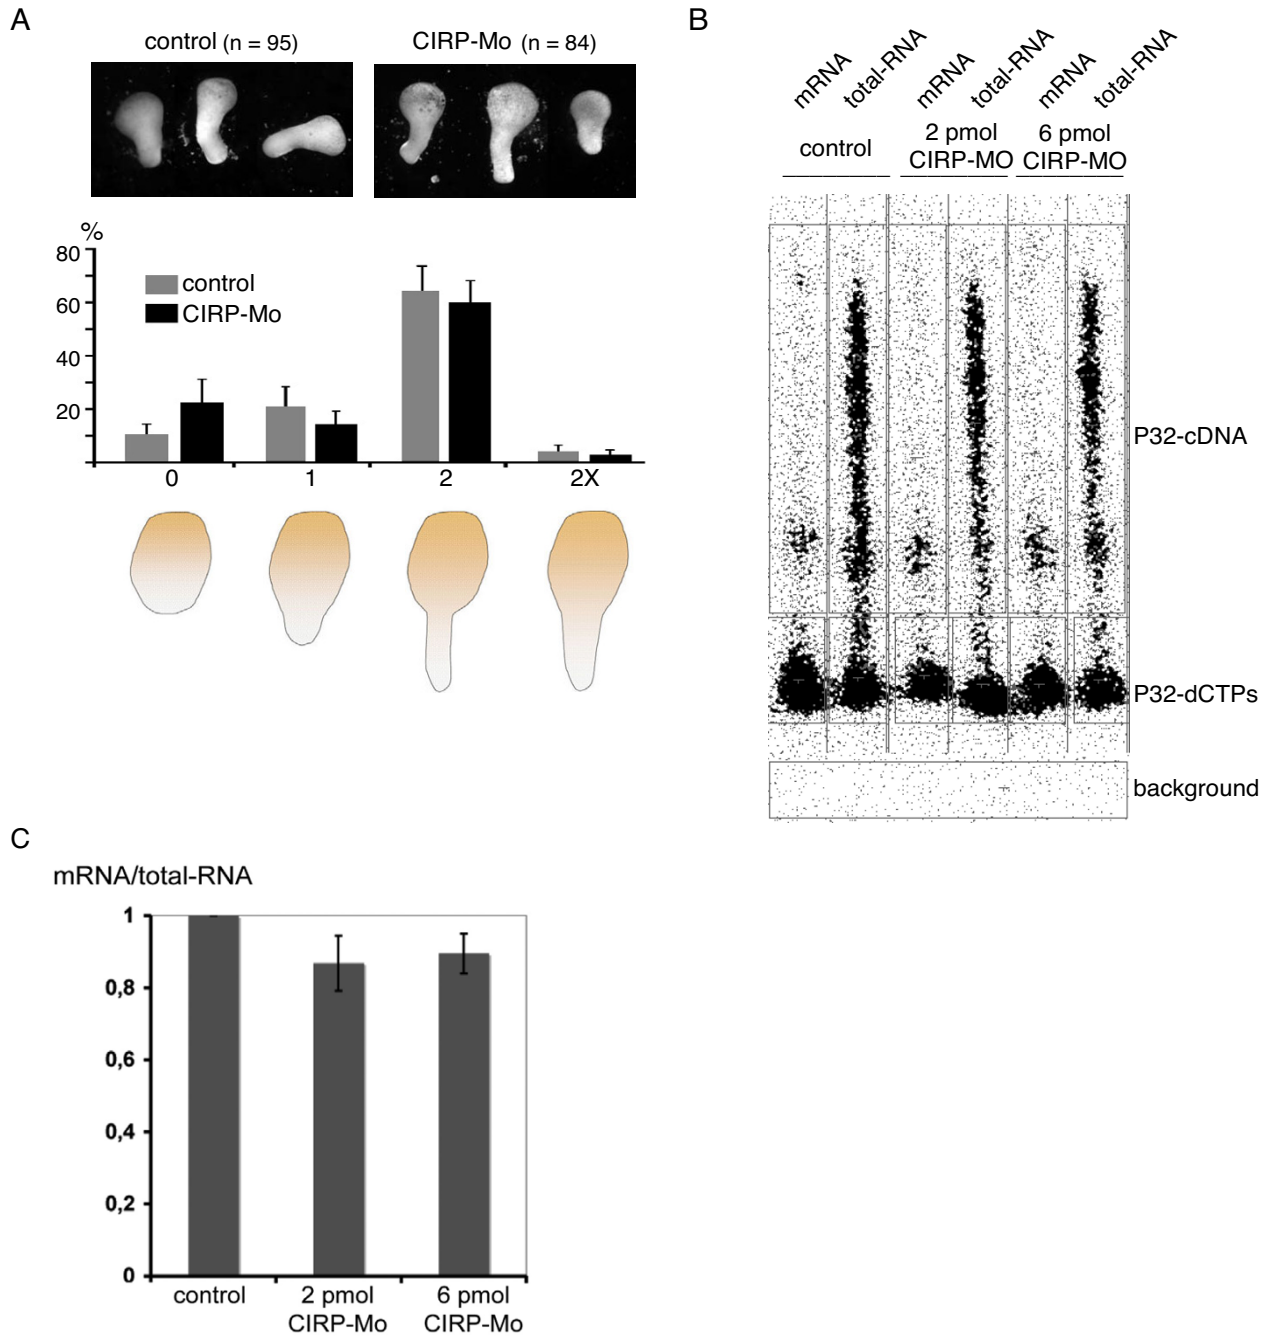 A
control (n = 95)
CIRP-Mo (n = 84)
%
80
60
40
20
control
CIRP-Mo
0 1 2 2X
B
mRNA total-RNA mRNA total-RNA mRNA total-RNA
control
2 pmol
CIRP-MO
6 pmol
CIRP-MO
P32-cDNA
P32-dCTPs
background
C
mRNA/total-RNA
1
0,8
0,6
0,4
0,2
0
control
2 pmol
CIRP-Mo
6 pmol
CIRP-Mo